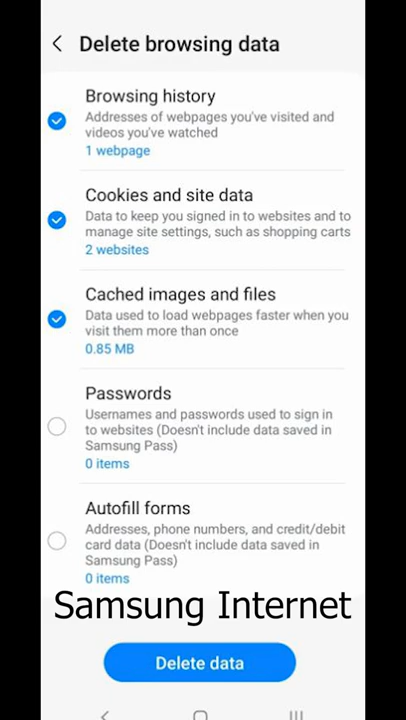 Delete browsing data
Browsing history
Addresses of webpages you've visited and
videos you've watched
1 webpage
Cookies and site data
Data to keep you signed in to websites and to
manage site settings, such as shopping carts
2 websites
Cached images and files
Data used to load webpages faster when you
visit them more than once
0.85 MB
Passwords
Usernames and passwords used to sign in
to websites (Doesn't include data saved in
Samsung Pass)
0 items
Autofill forms
Addresses, phone numbers, and credit/debit
card data (Doesn't include data saved in
Samsung Pass)
0 items
Samsung Internet
Delete data